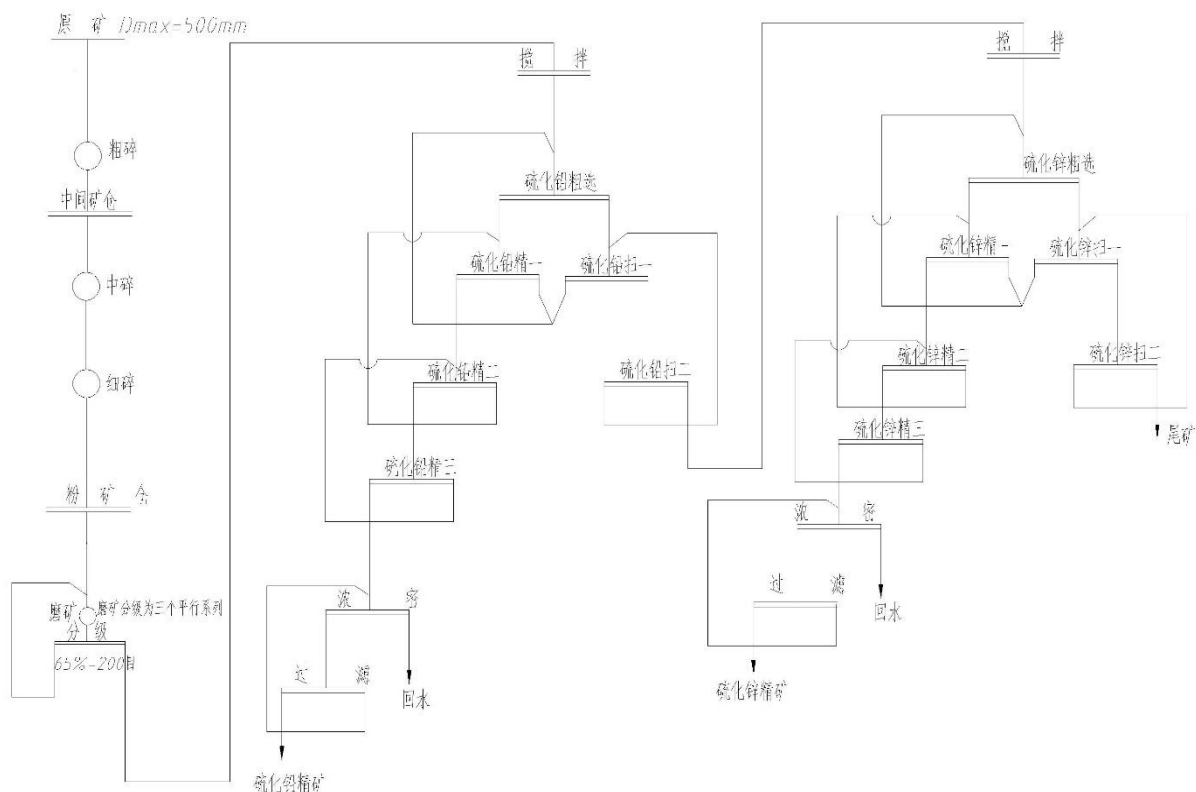 原 矿 Dmax=500mm
粗碎
中间矿仓
中碎
细碎
粉 矿 仓
磨矿
磨矿分级为三个平行系列
分 级
65%-200目
搅 拌
硫化铅粗选
硫化铅精一
硫化铅扫一
硫化铅精二
硫化铅扫二
硫化铅精三
浓 密
过 滤
回水
硫化铅精矿
搅 拌
硫化锌粗选
硫化锌精一
硫化锌扫一
硫化锌精二
硫化锌扫二
硫化锌精三
尾矿
浓 密
过 滤
回水
硫化锌精矿